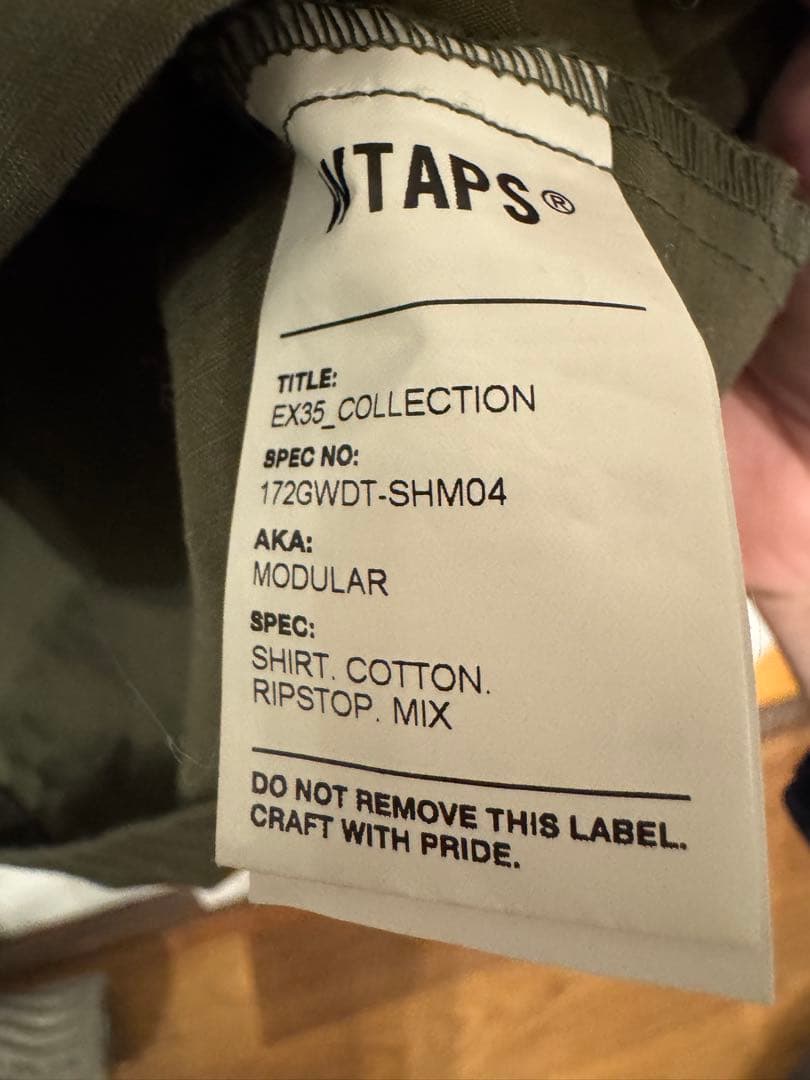 WTAPS®
TITLE:
EX35_COLLECTION
SPEC NO:
172GWDT-SHM04
AKA:
MODULAR
SPEC:
SHIRT. COTTON.
RIPSTOP. MIX
DO NOT REMOVE THIS LABEL.
CRAFT WITH PRIDE.